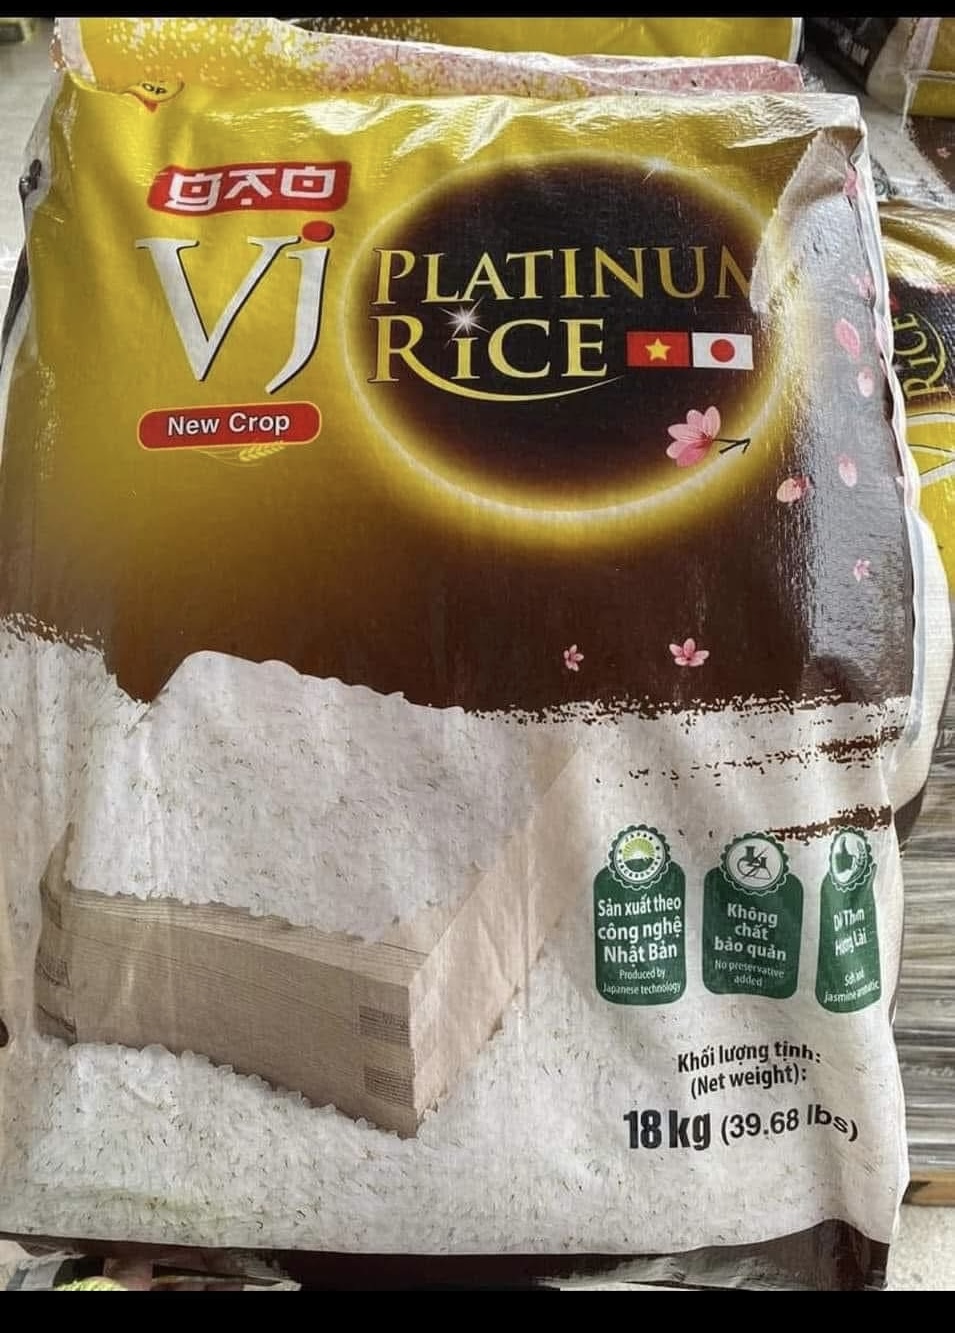 gạo
Vj
PLATINUM
RiCE
New Crop
JAPAN
Sản xuất theo
công nghệ
Nhật Bản
Produced by
Japanese technology
Không
chất
bảo quản
No preservative
added
Hương Lài
Soft and
Jasmine aromatic
Khối lượng tịnh:
(Net weight):
18 kg (39.68 lbs)